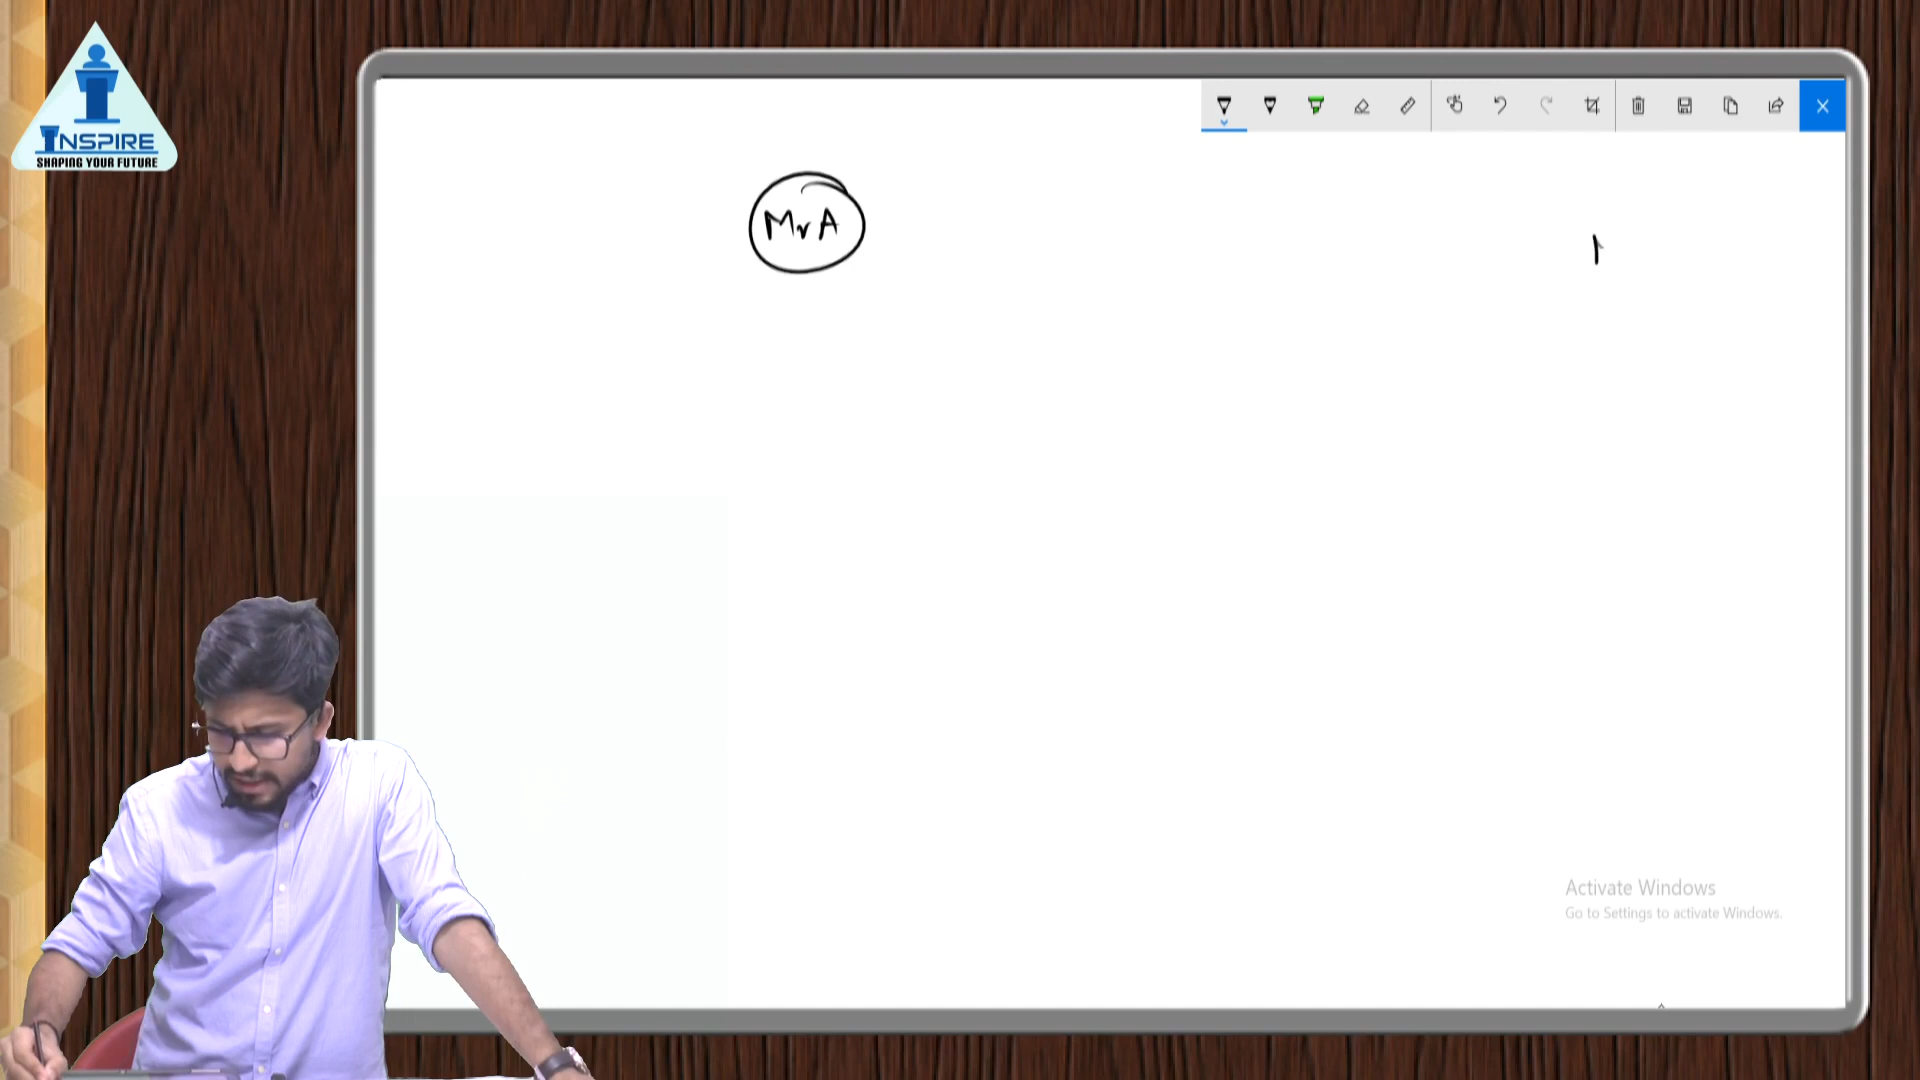 INSPIRE
SHAPING YOUR FUTURE
Mr A
Activate Windows
Go to Settings to activate Windows.